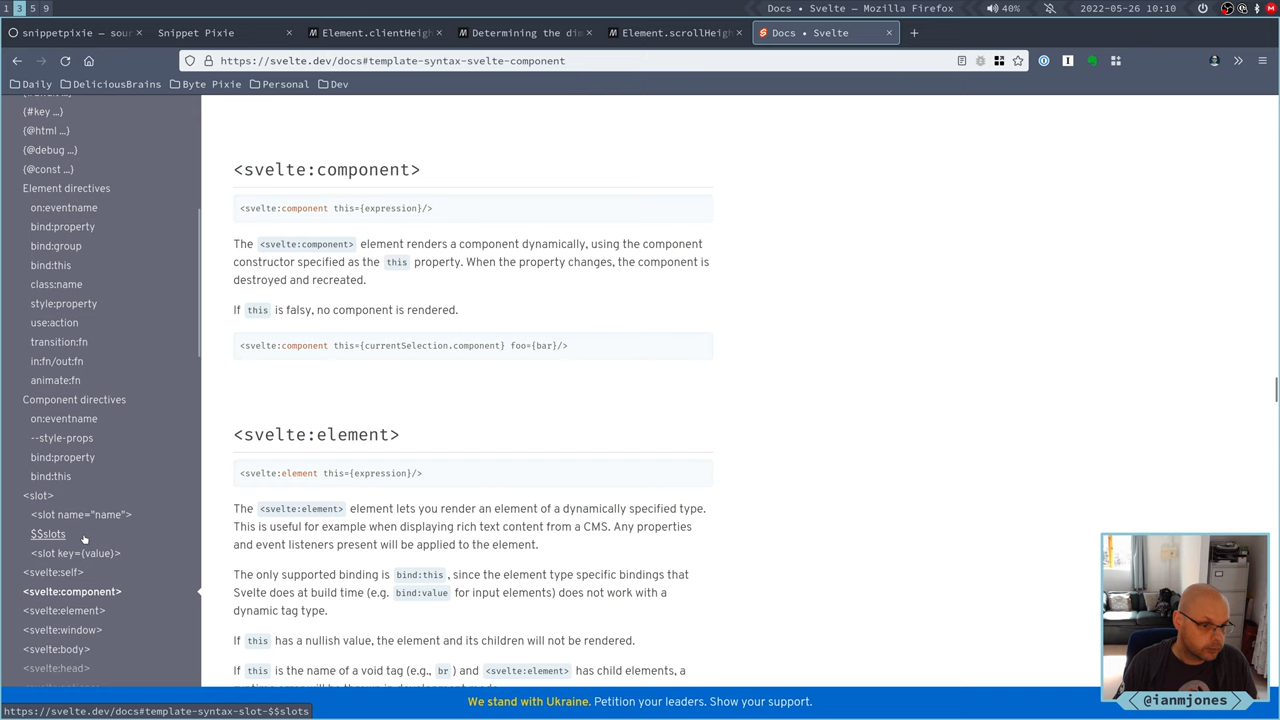 1 3 5 9
Docs • Svelte — Mozilla Firefox
40%
2022-05-26 10:10
snippetpixie — sour
Snippet Pixie
Element.clientHeigh
Determining the dim
Element.scrollHeigh
Docs • Svelte
https://svelte.dev/docs#template-syntax-svelte-component
Daily
DeliciousBrains
Byte Pixie
Personal
Dev
{#key ...}
{@html ...}
{@debug ...}
{@const ...}
Element directives
on:eventname
bind:property
bind:group
bind:this
class:name
style:property
use:action
transition:fn
in:fn/out:fn
animate:fn
Component directives
on:eventname
--style-props
bind:property
bind:this
<slot>
<slot name="name">
$$slots
<slot key={value}>
<svelte:self>
<svelte:component>
<svelte:element>
<svelte:window>
<svelte:body>
<svelte:head>
<svelte:component>
<svelte:component this={expression}/>
The <svelte:component> element renders a component dynamically, using the component
constructor specified as the this property. When the property changes, the component is
destroyed and recreated.
If this is falsy, no component is rendered.
<svelte:component this={currentSelection.component} foo={bar}/>
<svelte:element>
<svelte:element this={expression}/>
The <svelte:element> element lets you render an element of a dynamically specified type.
This is useful for example when displaying rich text content from a CMS. Any properties
and event listeners present will be applied to the element.
The only supported binding is bind:this, since the element type specific bindings that
Svelte does at build time (e.g. bind:value for input elements) does not work with a
dynamic tag type.
If this has a nullish value, the element and its children will not be rendered.
If this is the name of a void tag (e.g., br) and <svelte:element> has child elements, a
We stand with Ukraine. Petition your leaders. Show your support.
https://svelte.dev/docs#template-syntax-slot-$$slots
@ianmjones